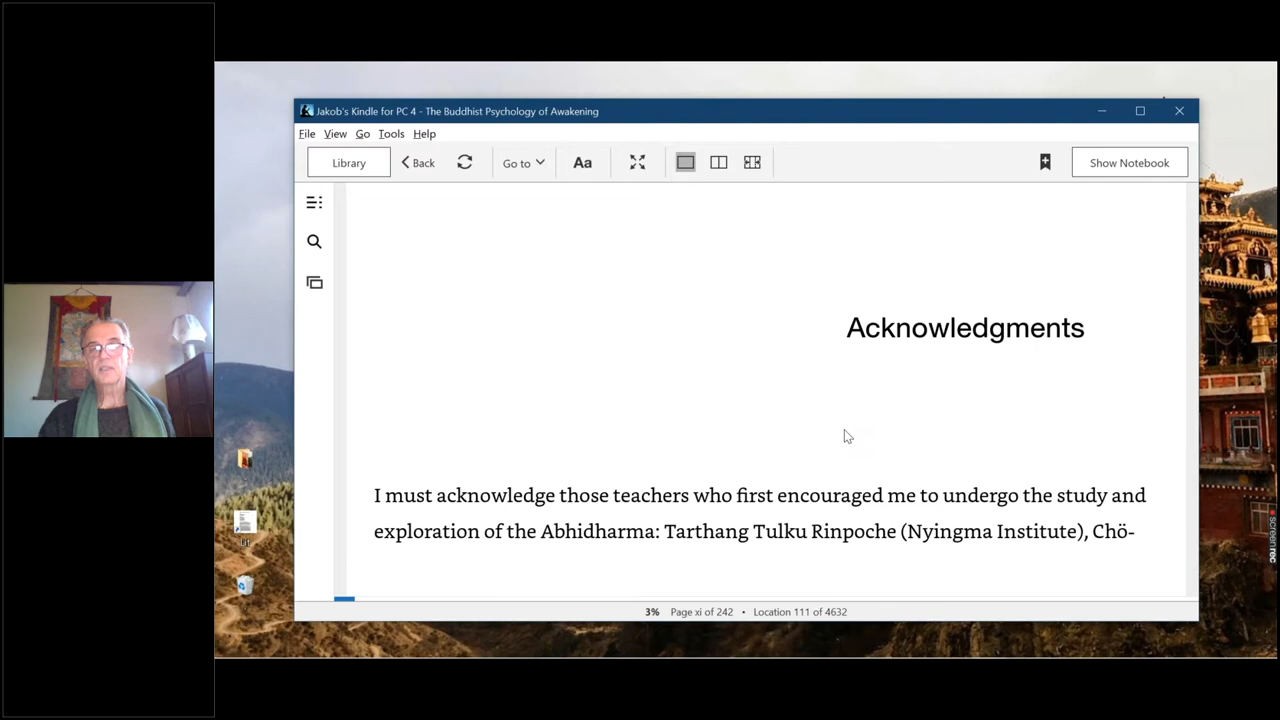 Jakob's Kindle for PC 4 - The Buddhist Psychology of Awakening
File View Go Tools Help
Library Back Go to Aa Show Notebook
Acknowledgments
I must acknowledge those teachers who first encouraged me to undergo the study and
exploration of the Abhidharma: Tarthang Tulku Rinpoche (Nyingma Institute), Chö-
Lit
3% Page xi of 242 • Location 111 of 4632
screenrec